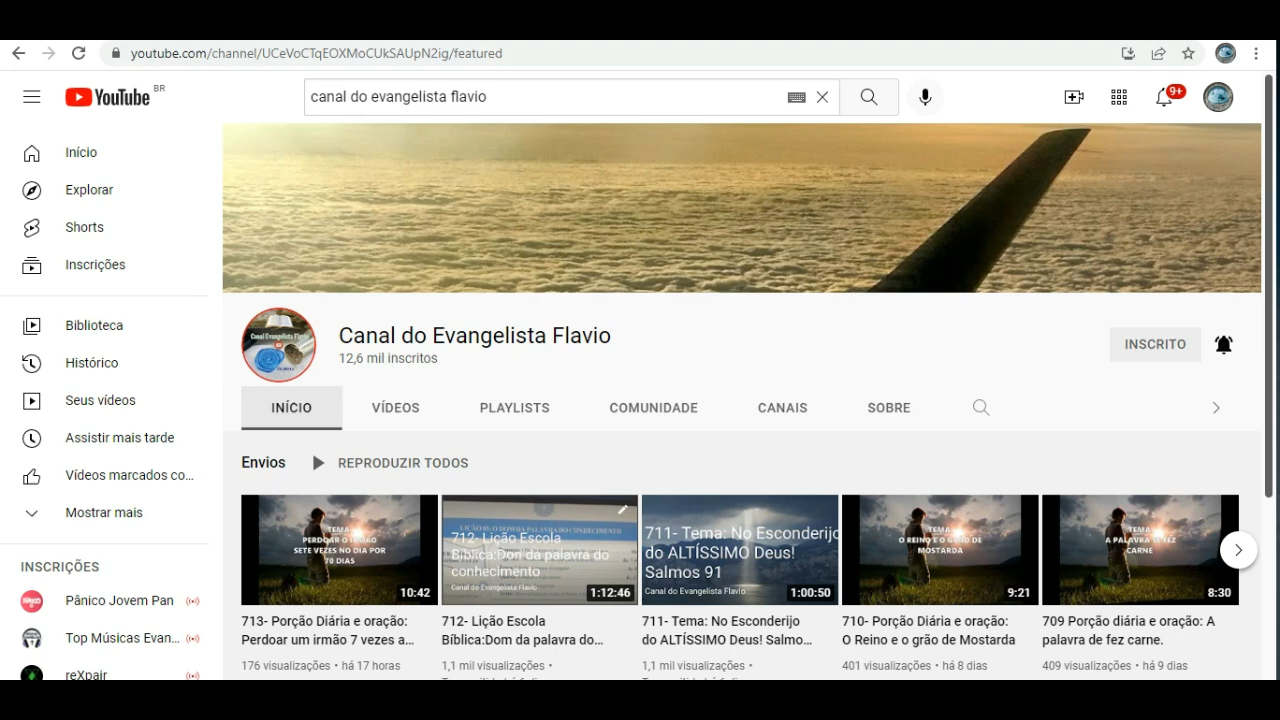 youtube.com/channel/UCeVoCTqEOXMoCUkSAUpN2ig/featured
YouTube BR
canal do evangelista flavio
9+
Início
Explorar
Shorts
Inscrições
Biblioteca
Histórico
Seus vídeos
Assistir mais tarde
Vídeos marcados co...
Mostrar mais
INSCRIÇÕES
Pânico Jovem Pan
Top Músicas Evan...
reXpair
Canal Evangelista Flavio
Canal do Evangelista Flavio
12,6 mil inscritos
INSCRITO
INÍCIO VÍDEOS PLAYLISTS COMUNIDADE CANAIS SOBRE
Envios REPRODUZIR TODOS
TEMA
PERDOAR O IRMÃO
SETE VEZES NO DIA POR
70 DIAS
10:42
713- Porção Diária e oração:
Perdoar um irmão 7 vezes a...
176 visualizações • há 17 horas
LIÇÃO 05: O DOM DA PALAVRA DO CONHECIMENTO
712- Lição Escola
Bíblica:Don da palavra do
conhecimento
Canal do Evangelista Flavio
1:12:46
712- Lição Escola
Bíblica:Dom da palavra do...
1,1 mil visualizações •
711- Tema: No Esconderijo
do ALTÍSSIMO Deus!
Salmos 91
Canal do Evangelista Flavio
1:00:50
711- Tema: No Esconderijo
do ALTÍSSIMO Deus! Salmo...
1,1 mil visualizações •
TEMA
O REINO E O GRÃO DE
MOSTARDA
9:21
710- Porção Diária e oração:
O Reino e o grão de Mostarda
401 visualizações • há 8 dias
TEMA
A PALAVRA SE FEZ
CARNE
8:30
709 Porção diária e oração: A
palavra de fez carne.
409 visualizações • há 9 dias